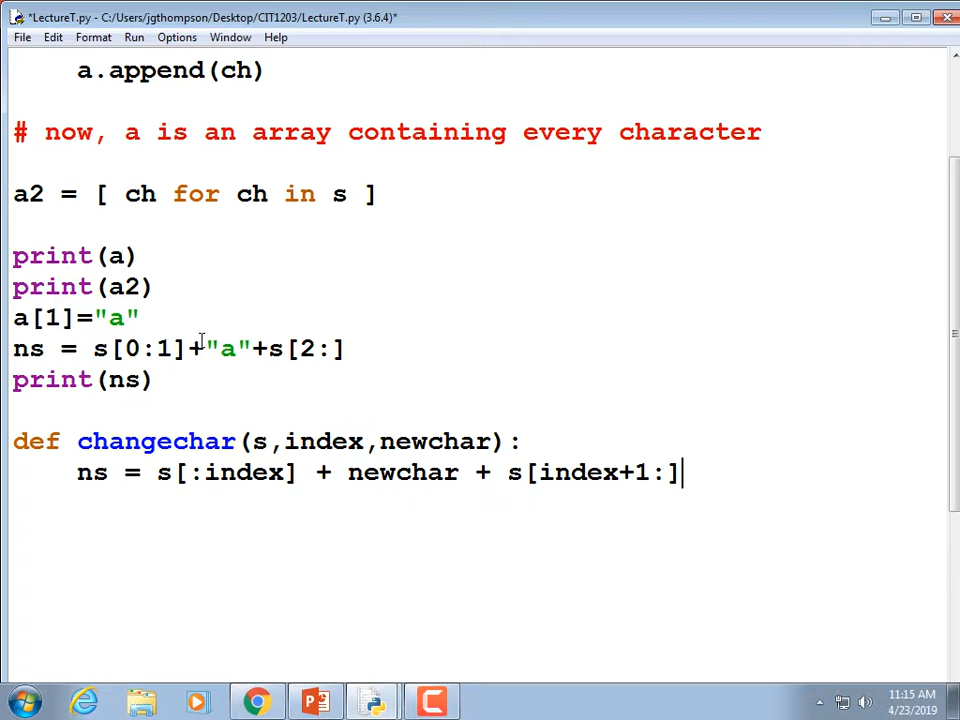 *LectureT.py - C:/Users/jgthompson/Desktop/CIT1203/LectureT.py (3.6.4)*
File Edit Format Run Options Window Help
    a.append(ch)
# now, a is an array containing every character
a2 = [ ch for ch in s ]
print(a)
print(a2)
a[1]="a"
ns = s[0:1]+"a"+s[2:]
print(ns)
def changechar(s,index,newchar):
    ns = s[:index] + newchar + s[index+1:]
11:15 AM
4/23/2019